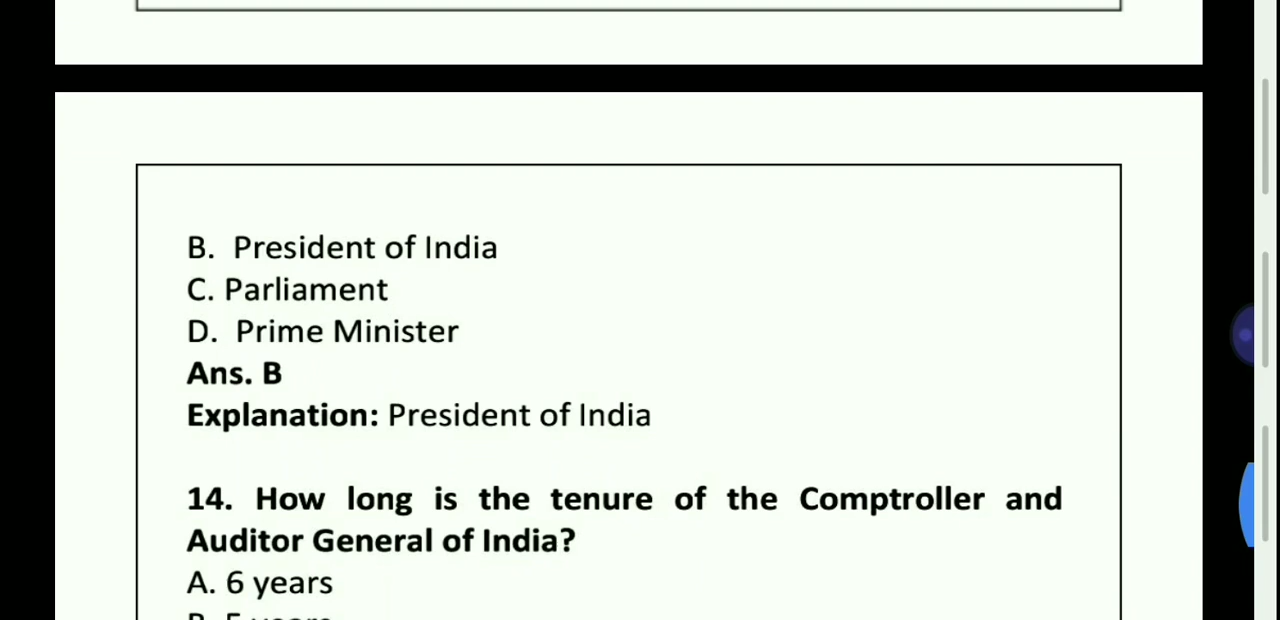 B. President of India
C. Parliament
D. Prime Minister
Ans. B
Explanation: President of India
14. How long is the tenure of the Comptroller and
Auditor General of India?
A. 6 years